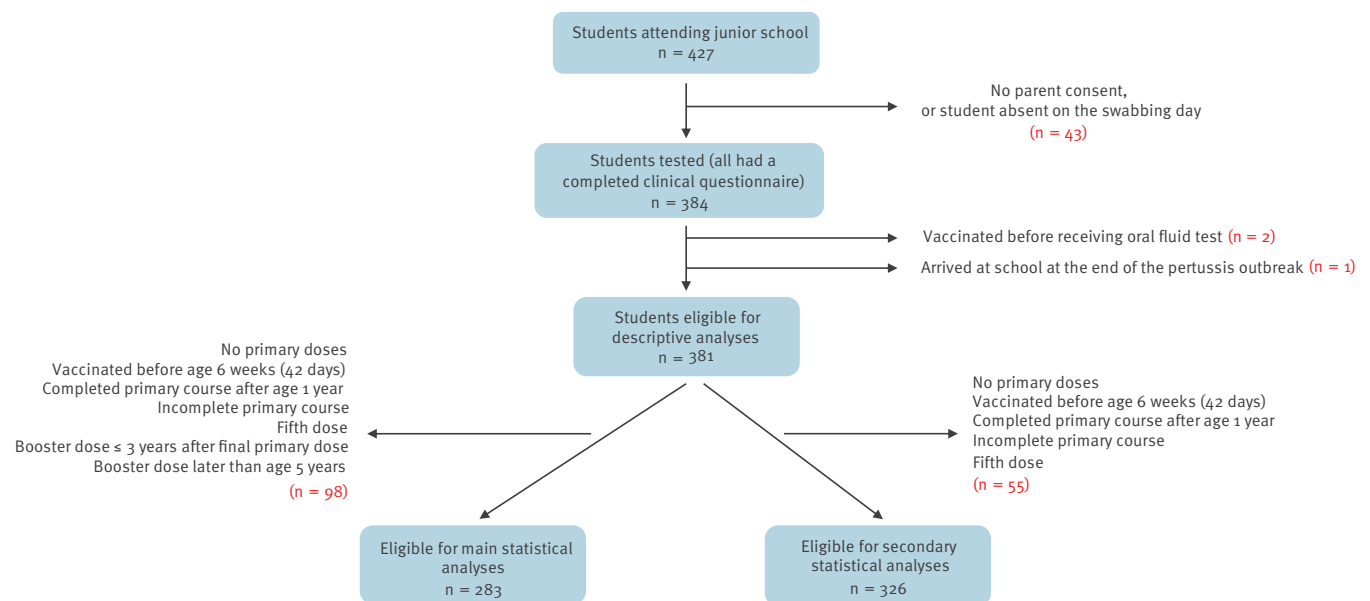 Students attending junior school
n = 427
No parent consent,
or student absent on the swabbing day
(n = 43)
Students tested (all had a
completed clinical questionnaire)
n = 384
Vaccinated before receiving oral fluid test (n = 2)
Arrived at school at the end of the pertussis outbreak (n = 1)
Students eligible for
descriptive analyses
n = 381
No primary doses
Vaccinated before age 6 weeks (42 days)
Completed primary course after age 1 year
Incomplete primary course
Fifth dose
Booster dose ≤ 3 years after final primary dose
Booster dose later than age 5 years
(n = 98)
No primary doses
Vaccinated before age 6 weeks (42 days)
Completed primary course after age 1 year
Incomplete primary course
Fifth dose
(n = 55)
Eligible for main statistical
analyses
n = 283
Eligible for secondary
statistical analyses
n = 326